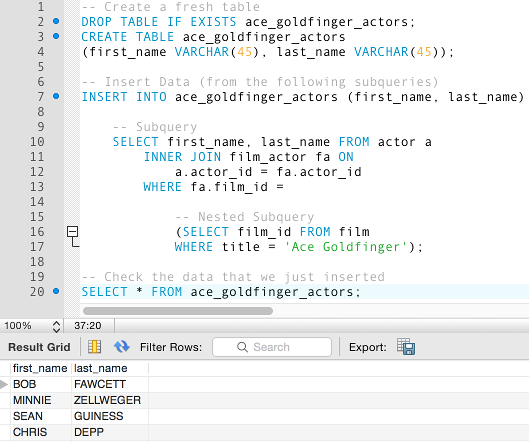 1 -- Create a fresh table
2 DROP TABLE IF EXISTS ace_goldfinger_actors;
3 CREATE TABLE ace_goldfinger_actors
4 (first_name VARCHAR(45), last_name VARCHAR(45));
5
6 -- Insert Data (from the following subqueries)
7 INSERT INTO ace_goldfinger_actors (first_name, last_name)
8
9 -- Subquery
10 SELECT first_name, last_name FROM actor a
11 INNER JOIN film_actor fa ON
12 a.actor_id = fa.actor_id
13 WHERE fa.film_id =
14
15 -- Nested Subquery
16 (SELECT film_id FROM film
17 WHERE title = 'Ace Goldfinger');
18
19 -- Check the data that we just inserted
20 SELECT * FROM ace_goldfinger_actors;
100% 37:20
Result Grid Filter Rows: Search Export:
first_name last_name
BOB FAWCETT
MINNIE ZELLWEGER
SEAN GUINESS
CHRIS DEPP